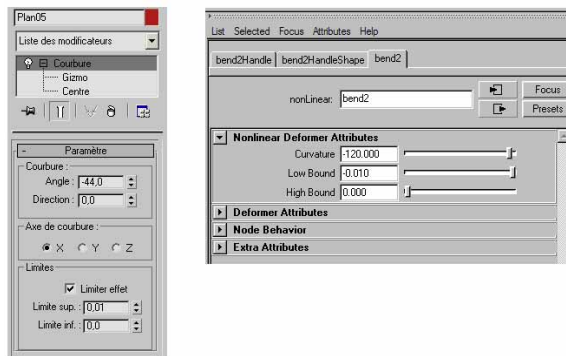 Plan05
Liste des modificateurs
Courbure
Gizmo
Centre
- Paramètre
Courbure :
Angle : -44,0
Direction : 0,0
Axe de courbure :
X Y Z
Limites
Limiter effet
Limite sup. : 0,01
Limite inf. : 0,0
List Selected Focus Attributes Help
bend2Handle bend2HandleShape bend2
nonLinear: bend2
Focus
Presets
Nonlinear Deformer Attributes
Curvature -120.000
Low Bound -0.010
High Bound 0.000
Deformer Attributes
Node Behavior
Extra Attributes